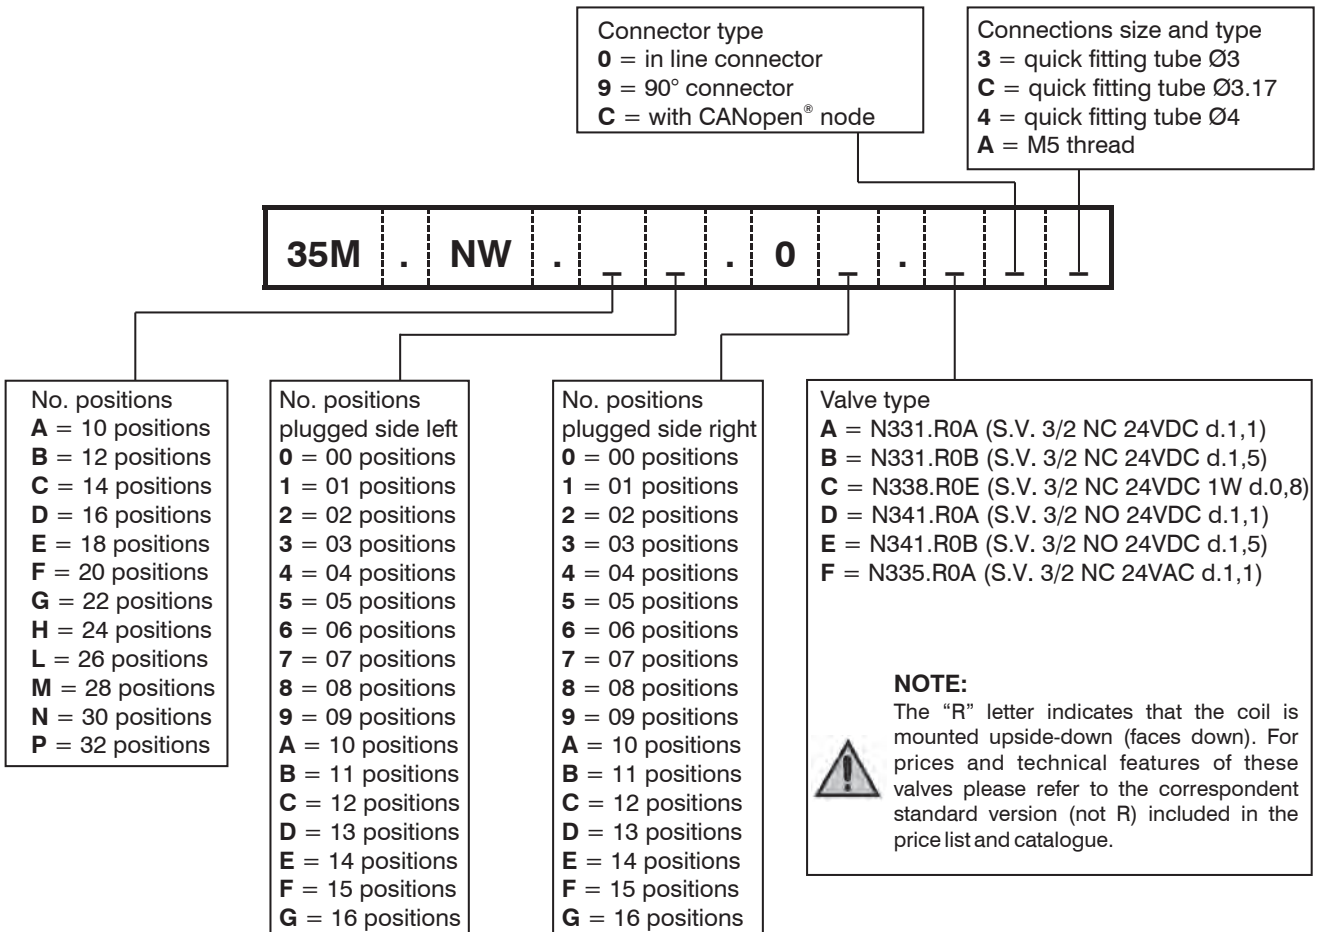 Connector type
0 = in line connector
9 = 90° connector
C = with CANopen® node
Connections size and type
3 = quick fitting tube Ø3
C = quick fitting tube Ø3.17
4 = quick fitting tube Ø4
A = M5 thread
35M . NW . _ _ . 0 _ . _ _ _
No. positions
A = 10 positions
B = 12 positions
C = 14 positions
D = 16 positions
E = 18 positions
F = 20 positions
G = 22 positions
H = 24 positions
L = 26 positions
M = 28 positions
N = 30 positions
P = 32 positions
No. positions
plugged side left
0 = 00 positions
1 = 01 positions
2 = 02 positions
3 = 03 positions
4 = 04 positions
5 = 05 positions
6 = 06 positions
7 = 07 positions
8 = 08 positions
9 = 09 positions
A = 10 positions
B = 11 positions
C = 12 positions
D = 13 positions
E = 14 positions
F = 15 positions
G = 16 positions
No. positions
plugged side right
0 = 00 positions
1 = 01 positions
2 = 02 positions
3 = 03 positions
4 = 04 positions
5 = 05 positions
6 = 06 positions
7 = 07 positions
8 = 08 positions
9 = 09 positions
A = 10 positions
B = 11 positions
C = 12 positions
D = 13 positions
E = 14 positions
F = 15 positions
G = 16 positions
Valve type
A = N331.R0A (S.V. 3/2 NC 24VDC d.1,1)
B = N331.R0B (S.V. 3/2 NC 24VDC d.1,5)
C = N338.R0E (S.V. 3/2 NC 24VDC 1W d.0,8)
D = N341.R0A (S.V. 3/2 NO 24VDC d.1,1)
E = N341.R0B (S.V. 3/2 NO 24VDC d.1,5)
F = N335.R0A (S.V. 3/2 NC 24VAC d.1,1)
NOTE:
The “R” letter indicates that the coil is
mounted upside-down (faces down). For
prices and technical features of these
valves please refer to the correspondent
standard version (not R) included in the
price list and catalogue.